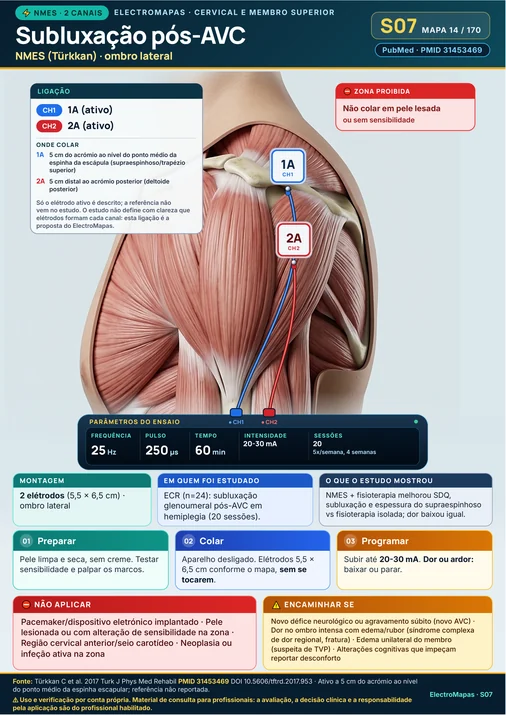 NMES · 2 CANAIS
ELECTROMAPAS · CERVICAL E MEMBRO SUPERIOR
Subluxação pós-AVC
NMES (Türkkan) · ombro lateral
S07 MAPA 14 / 170
PubMed · PMID 31453469
LIGAÇÃO
CH1 1A (ativo)
CH2 2A (ativo)
ONDE COLAR
1A 5 cm do acrómio ao nível do ponto médio da
espinha da escápula (supraespinhoso/trapézio
superior)
2A 5 cm distal ao acrómio posterior (deltoide
posterior)
Só o elétrodo ativo é descrito; a referência não
vem no estudo. O estudo não define com clareza que
elétrodos formam cada canal: esta ligação é a
proposta do ElectroMapas.
ZONA PROIBIDA
Não colar em pele lesada
ou sem sensibilidade
1A
CH1
2A
CH2
PARÂMETROS DO ENSAIO
CH1
CH2
FREQUÊNCIA
25 Hz
PULSO
250 µs
TEMPO
60 min
INTENSIDADE
20-30 mA
SESSÕES
20
5x/semana, 4 semanas
MONTAGEM
2 elétrodos (5,5 × 6,5 cm) ·
ombro lateral
EM QUEM FOI ESTUDADO
ECR (n=24): subluxação
glenoumeral pós-AVC em
hemiplegia (20 sessões).
O QUE O ESTUDO MOSTROU
NMES + fisioterapia melhorou SDQ,
subluxação e espessura do supraespinhoso
vs fisioterapia isolada; dor baixou igual.
01 Preparar
Pele limpa e seca, sem creme. Testar
sensibilidade e palpar os marcos.
02 Colar
Aparelho desligado. Elétrodos 5,5 ×
6,5 cm conforme o mapa, sem se
tocarem.
03 Programar
Subir até 20-30 mA. Dor ou ardor:
baixar ou parar.
NÃO APLICAR
Pacemaker/dispositivo eletrónico implantado · Pele
lesionada ou com alteração de sensibilidade na zona ·
Região cervical anterior/seio carotídeo · Neoplasia ou
infeção ativa na zona
ENCAMINHAR SE
Novo défice neurológico ou agravamento súbito (novo AVC) ·
Dor no ombro intensa com edema/rubor (síndrome complexa
de dor regional, fratura) · Edema unilateral do membro
(suspeita de TVP) · Alterações cognitivas que impeçam
reportar desconforto
Fonte: Türkkan C et al. 2017 Turk J Phys Med Rehabil PMID 31453469 DOI 10.5606/tftrd.2017.953 · Ativo a 5 cm do acrómio
do ponto médio da espinha escapular; referência não reportada.
Uso e verificação por conta própria. Material de consulta para profissionais: a avaliação, a decisão clínica e a responsabilidade
pela aplicação são do profissional habilitado.
ElectroMapas · S07